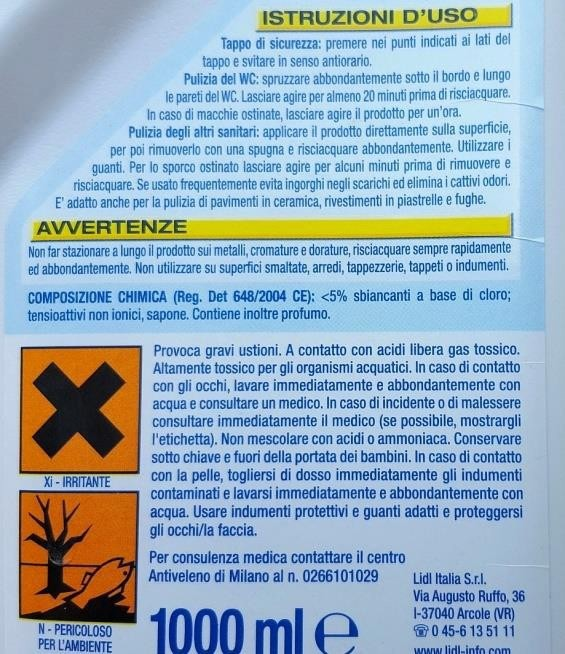 ISTRUZIONI D'USO
Tappo di sicurezza: premere nei punti indicati ai lati del
tappo e svitare in senso antiorario.
Pulizia del WC: spruzzare abbondantemente sotto il bordo e lungo
le pareti del WC. Lasciare agire per almeno 20 minuti prima di risciacquare.
In caso di macchie ostinate, lasciare agire il prodotto per un'ora.
Pulizia degli altri sanitari: applicare il prodotto direttamente sulla superficie,
per poi rimuoverlo con una spugna e risciacquare abbondantemente. Utilizzare i
guanti. Per lo sporco ostinato lasciare agire per alcuni minuti prima di rimuovere e
risciacquare. Se usato frequentemente evita ingorghi negli scarichi ed elimina i cattivi odori.
E' adatto anche per la pulizia di pavimenti in ceramica, rivestimenti in piastrelle e fughe.
AVVERTENZE
Non far stazionare a lungo il prodotto sui metalli, cromature e dorature, risciacquare sempre rapidamente
ed abbondantemente. Non utilizzare su superfici smaltate, arredi, tappezzerie, tappeti o indumenti.
COMPOSIZIONE CHIMICA (Reg. Det 648/2004 CE): <5% sbiancanti a base di cloro;
tensioattivi non ionici, sapone. Contiene inoltre profumo.
Provoca gravi ustioni. A contatto con acidi libera gas tossico.
Altamente tossico per gli organismi acquatici. In caso di contatto
con gli occhi, lavare immediatamente e abbondantemente con
acqua e consultare un medico. In caso di incidente o di malessere
consultare immediatamente il medico (se possibile, mostrargli
l'etichetta). Non mescolare con acidi o ammoniaca. Conservare
sotto chiave e fuori della portata dei bambini. In caso di contatto
con la pelle, togliersi di dosso immediatamente gli indumenti
contaminati e lavarsi immediatamente e abbondantemente con
acqua. Usare indumenti protettivi e guanti adatti e proteggersi
gli occhi/la faccia.
Xi - IRRITANTE
N - PERICOLOSO
PER L'AMBIENTE
Per consulenza medica contattare il centro
Antiveleno di Milano al n. 0266101029
1000 ml e
Lidl Italia S.r.l.
Via Augusto Ruffo, 36
I-37040 Arcole (VR)
☏ 0 45-6 13 51 11
www.lidl-info.com